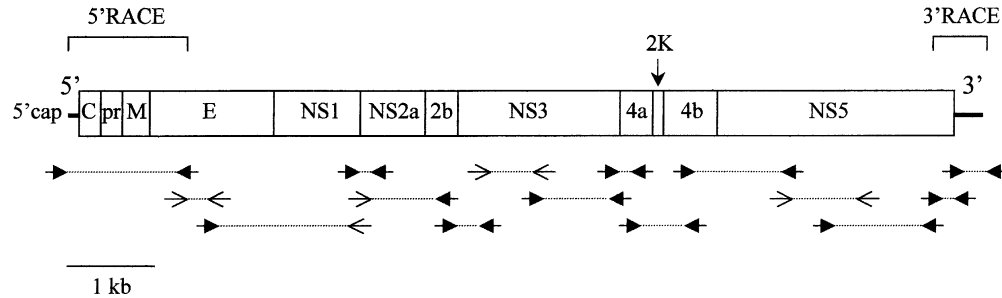 5'RACE 3'RACE
2K
5' 3'
5'cap C pr M E NS1 NS2a 2b NS3 4a 4b NS5
1 kb